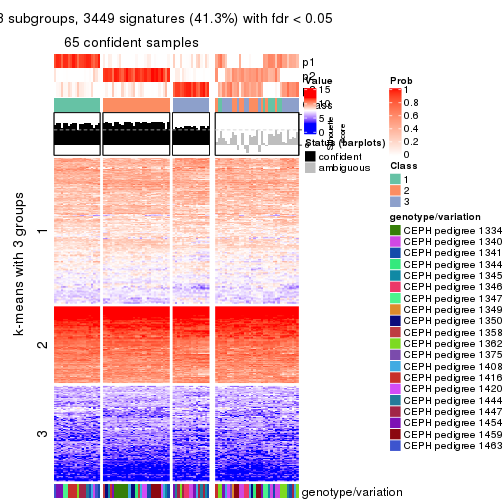 3 subgroups, 3449 signatures (41.3%) with fdr < 0.05
65 confident samples
p1
p2
Value
15
10
5
0
Silhouette
score
Status (barplots)
confident
ambiguous
Prob
1
0.8
0.6
0.4
0.2
0
Class
1
2
3
genotype/variation
CEPH pedigree 1334
CEPH pedigree 1340
CEPH pedigree 1341
CEPH pedigree 1344
CEPH pedigree 1345
CEPH pedigree 1346
CEPH pedigree 1347
CEPH pedigree 1349
CEPH pedigree 1350
CEPH pedigree 1358
CEPH pedigree 1362
CEPH pedigree 1375
CEPH pedigree 1408
CEPH pedigree 1416
CEPH pedigree 1420
CEPH pedigree 1444
CEPH pedigree 1447
CEPH pedigree 1454
CEPH pedigree 1459
CEPH pedigree 1463
k-means with 3 groups
1
2
3
genotype/variation